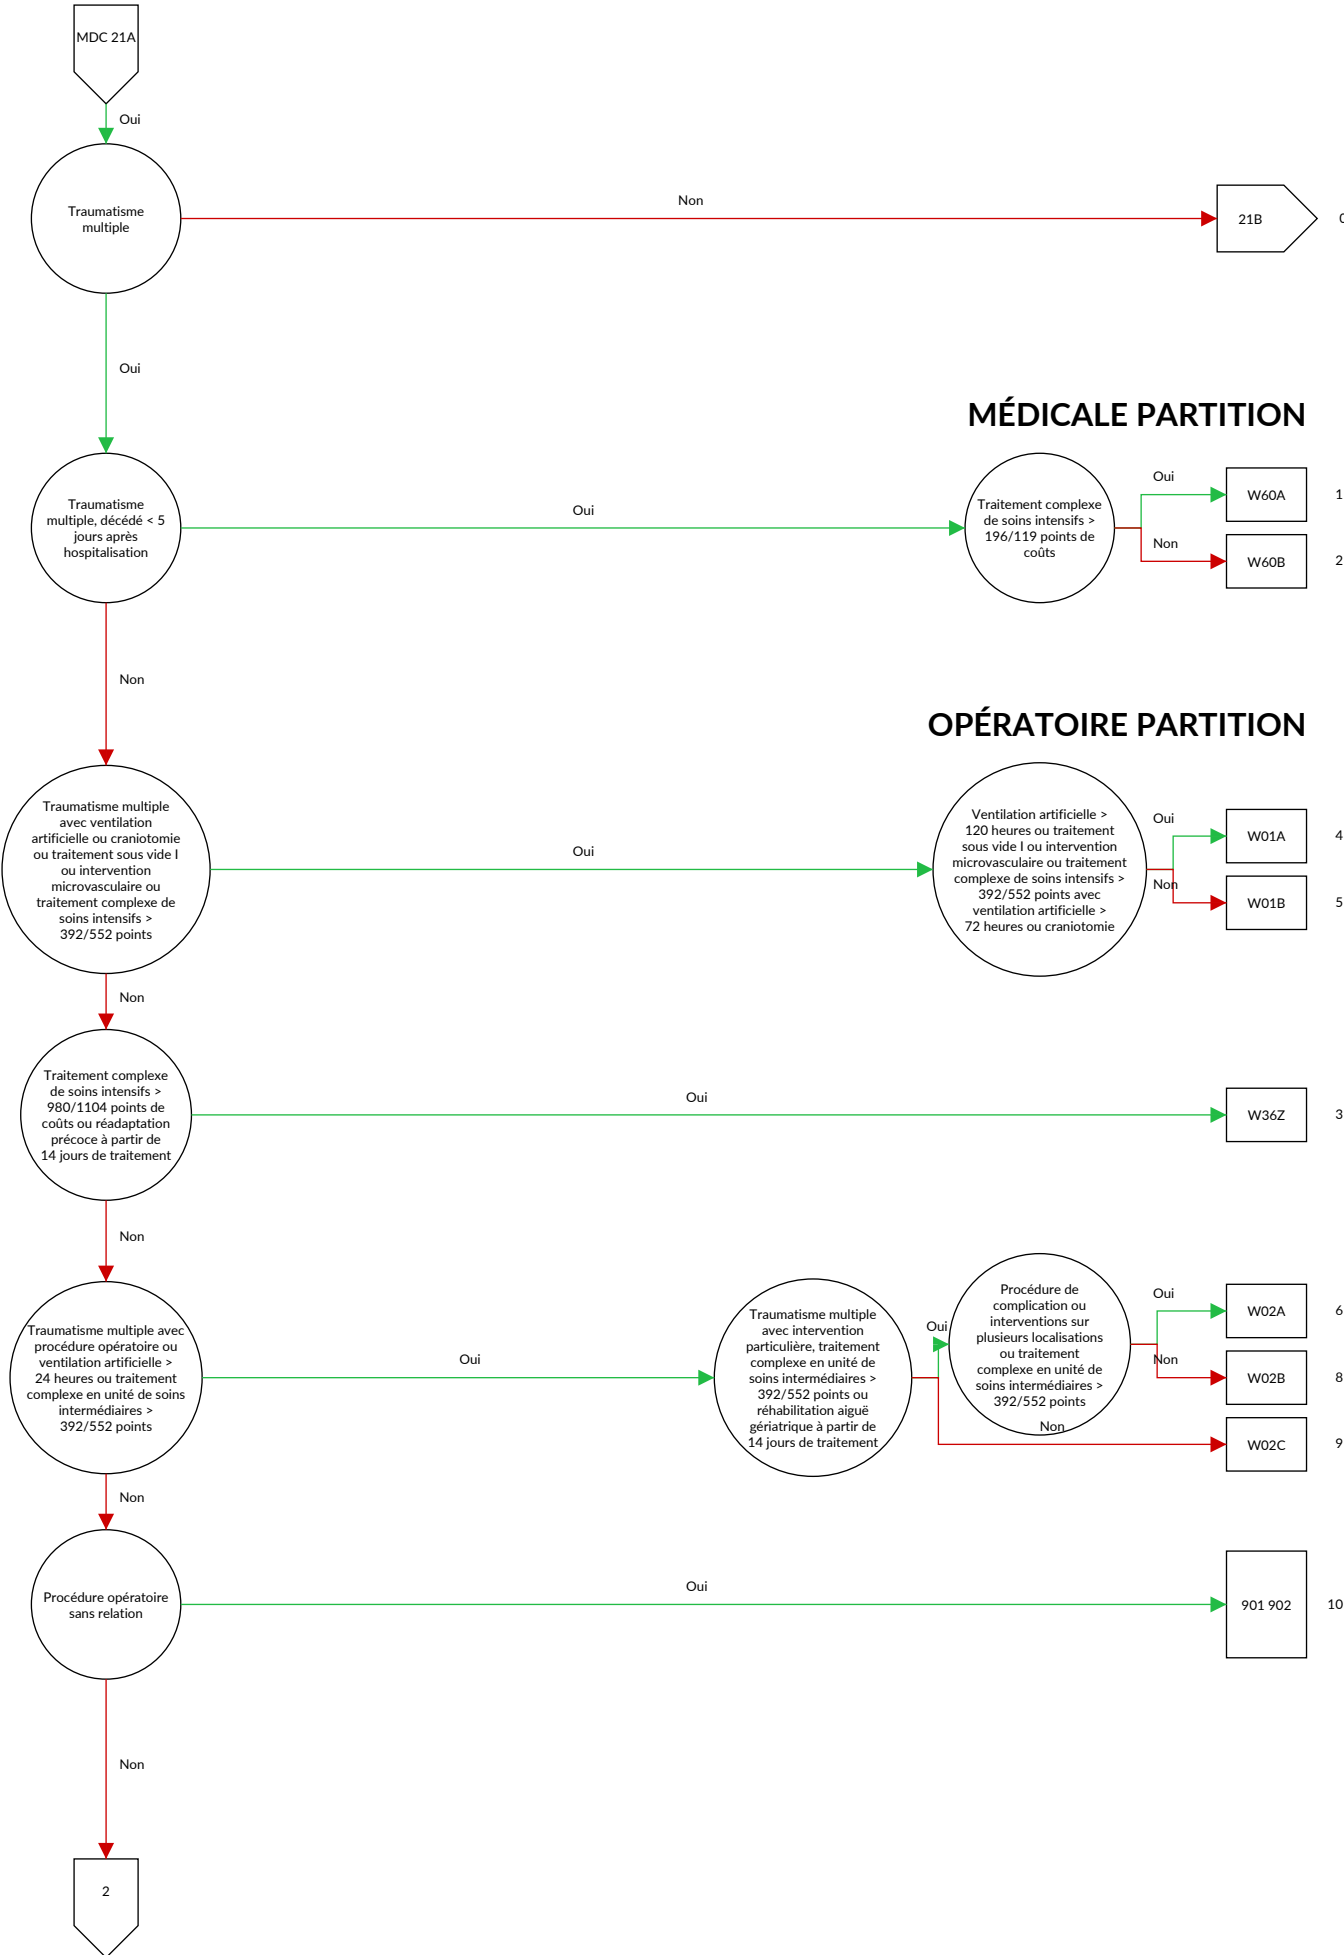 MDC 21A
Oui
Traumatisme
multiple
Non
21B
0
Oui
MÉDICALE PARTITION
Traumatisme
multiple, décédé < 5
jours après
hospitalisation
Oui
Traitement complexe
de soins intensifs >
196/119 points de
coûts
Oui
W60A
1
Non
W60B
2
Non
OPÉRATOIRE PARTITION
Traumatisme multiple
avec ventilation
artificielle ou craniotomie
ou traitement sous vide I
ou intervention
microvasculaire ou
traitement complexe de
soins intensifs >
392/552 points
Oui
Ventilation artificielle >
120 heures ou traitement
sous vide I ou intervention
microvasculaire ou traitement
complexe de soins intensifs >
392/552 points avec
ventilation artificielle >
72 heures ou craniotomie
Oui
W01A
4
Non
W01B
5
Non
Traitement complexe
de soins intensifs >
980/1104 points de
coûts ou réadaptation
précoce à partir de
14 jours de traitement
Oui
W36Z
3
Non
Traumatisme multiple avec
procédure opératoire ou
ventilation artificielle >
24 heures ou traitement
complexe en unité de soins
intermédiaires >
392/552 points
Oui
Traumatisme multiple
avec intervention
particulière, traitement
complexe en unité de
soins intermédiaires >
392/552 points ou
réhabilitation aiguë
gériatrique à partir de
14 jours de traitement
Oui
Procédure de
complication ou
interventions sur
plusieurs localisations
ou traitement
complexe en unité de
soins intermédiaires >
392/552 points
Oui
W02A
6
Non
W02B
8
Non
W02C
9
Non
Procédure opératoire
sans relation
Oui
901 902
10
Non
2